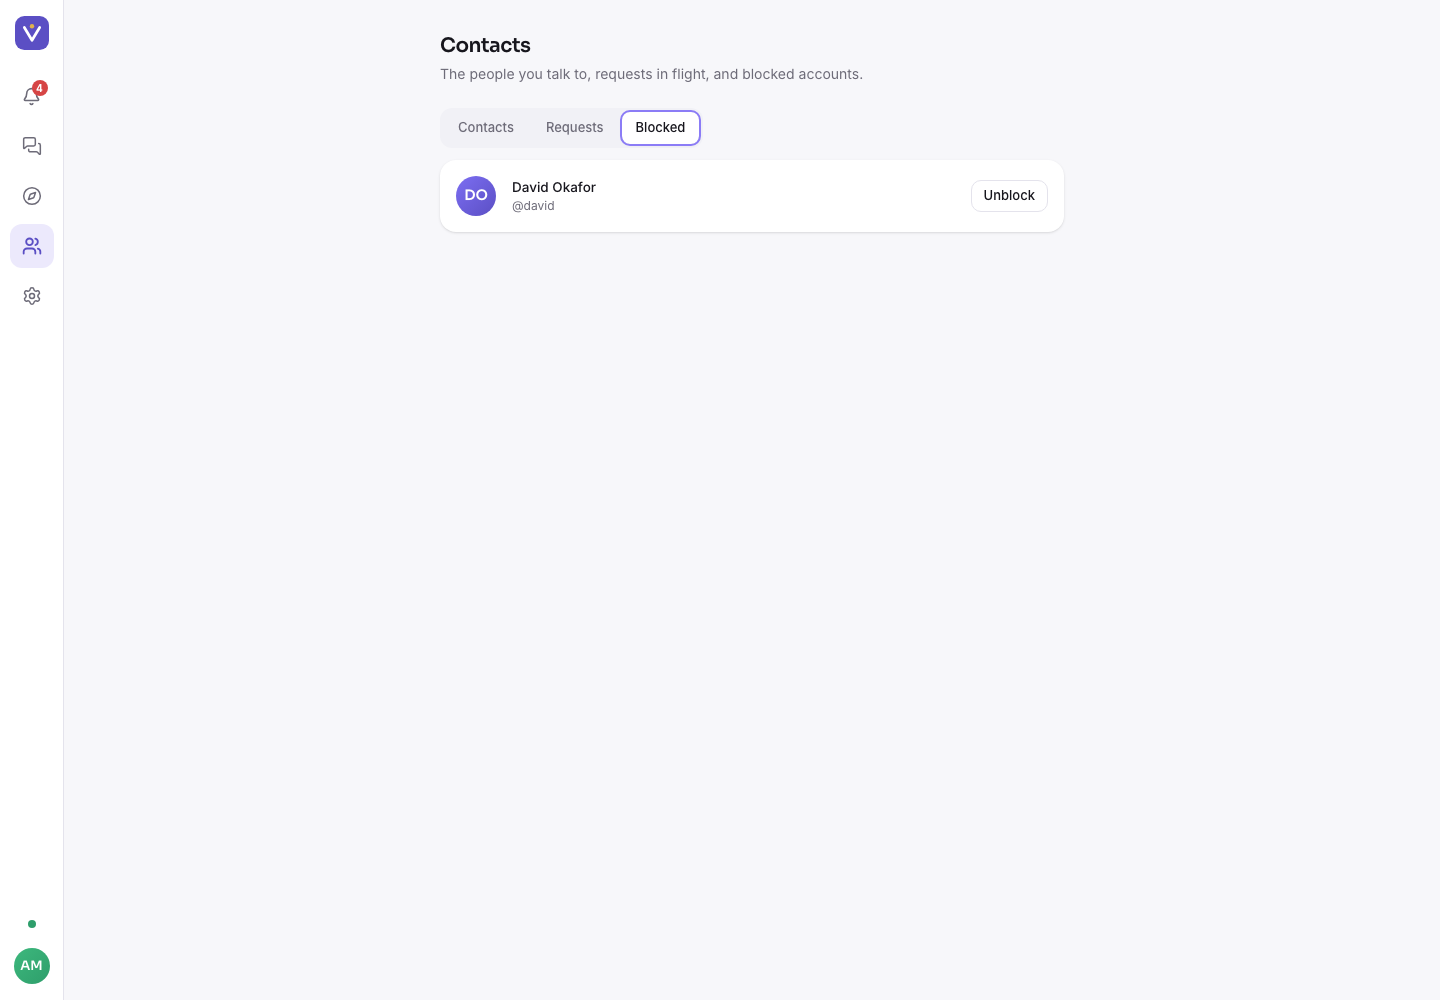 4
Contacts
The people you talk to, requests in flight, and blocked accounts.
Contacts Requests Blocked
DO
David Okafor
@david
Unblock
AM